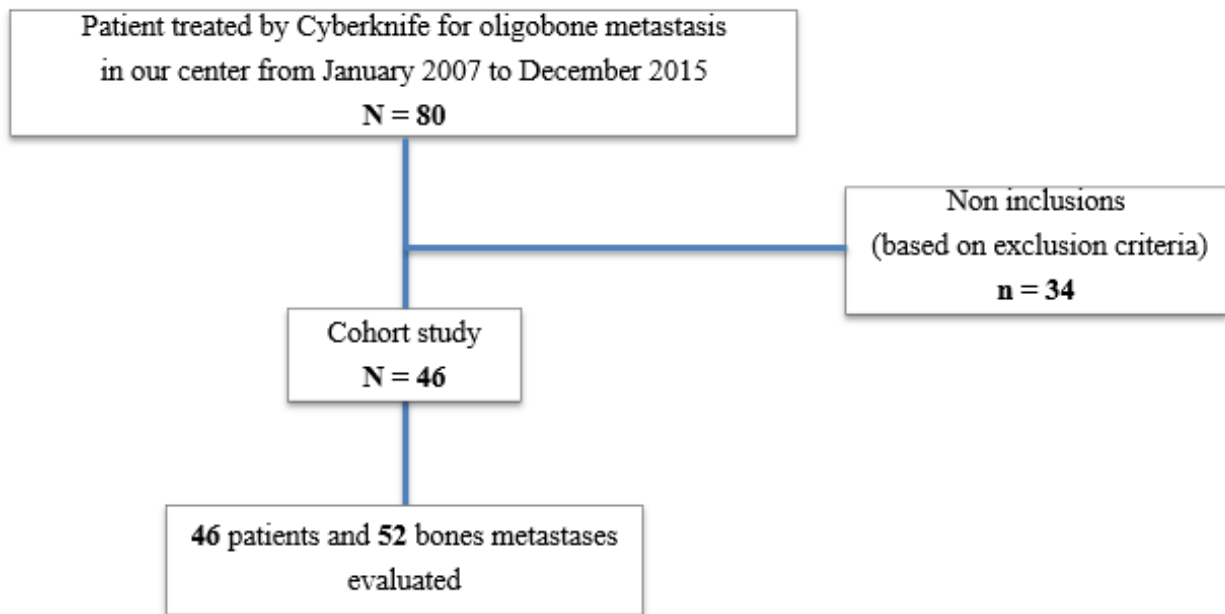 Patient treated by Cyberknife for oligobone metastasis
in our center from January 2007 to December 2015
N = 80
Non inclusions
(based on exclusion criteria)
n = 34
Cohort study
N = 46
46 patients and 52 bones metastases
evaluated